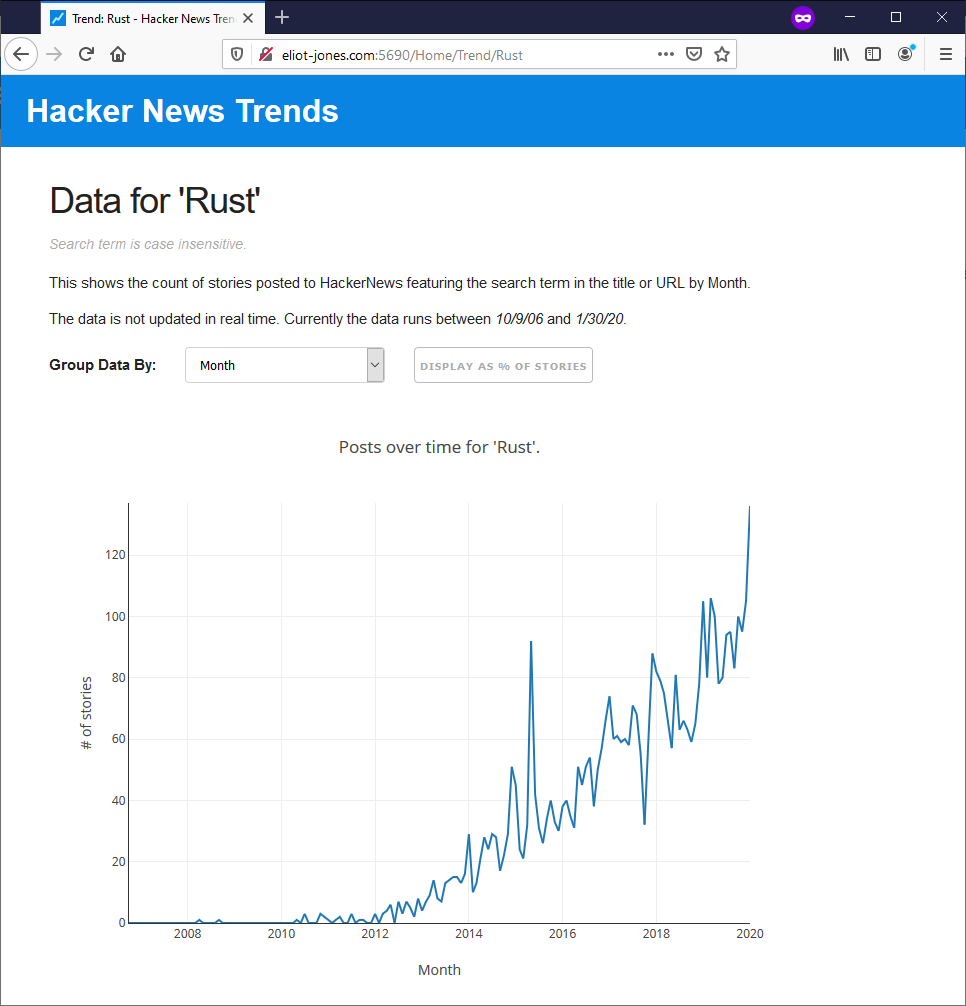 Trend: Rust - Hacker News Tren
eliot-jones.com:5690/Home/Trend/Rust
Hacker News Trends
Data for 'Rust'
Search term is case insensitive.
This shows the count of stories posted to HackerNews featuring the search term in the title or URL by Month.
The data is not updated in real time. Currently the data runs between 10/9/06 and 1/30/20.
Group Data By: Month DISPLAY AS % OF STORIES
Posts over time for 'Rust'.
# of stories
120
100
80
60
40
20
0
2008 2010 2012 2014 2016 2018 2020
Month